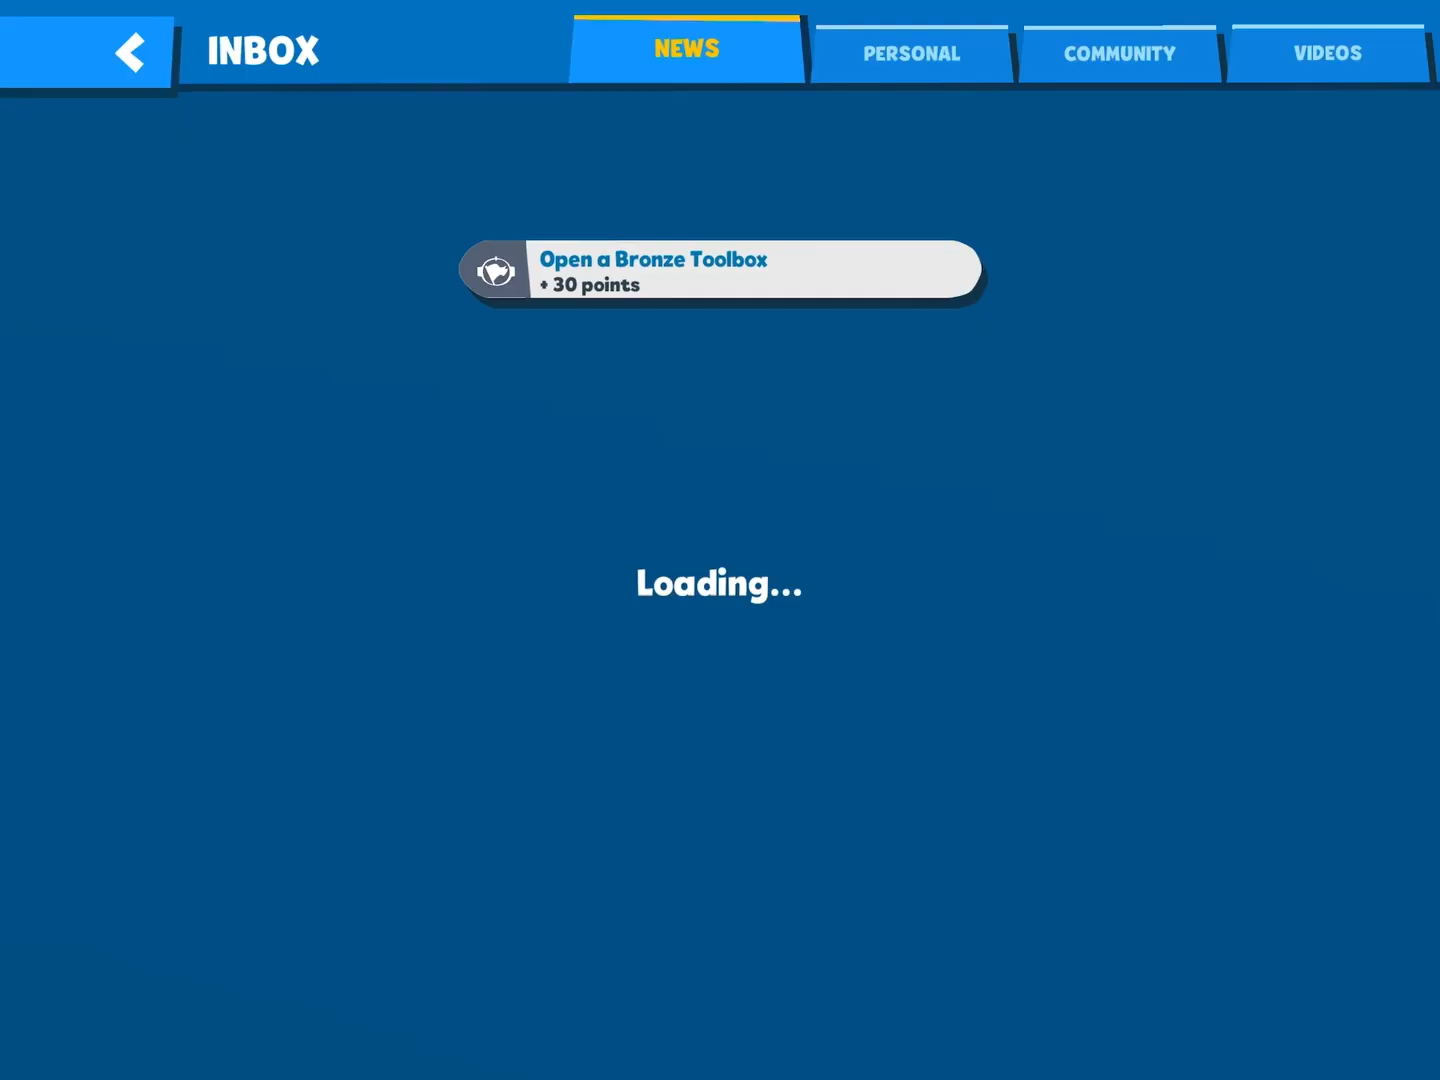 INBOX
NEWS
PERSONAL
COMMUNITY
VIDEOS
Open a Bronze Toolbox
+ 30 points
Loading...